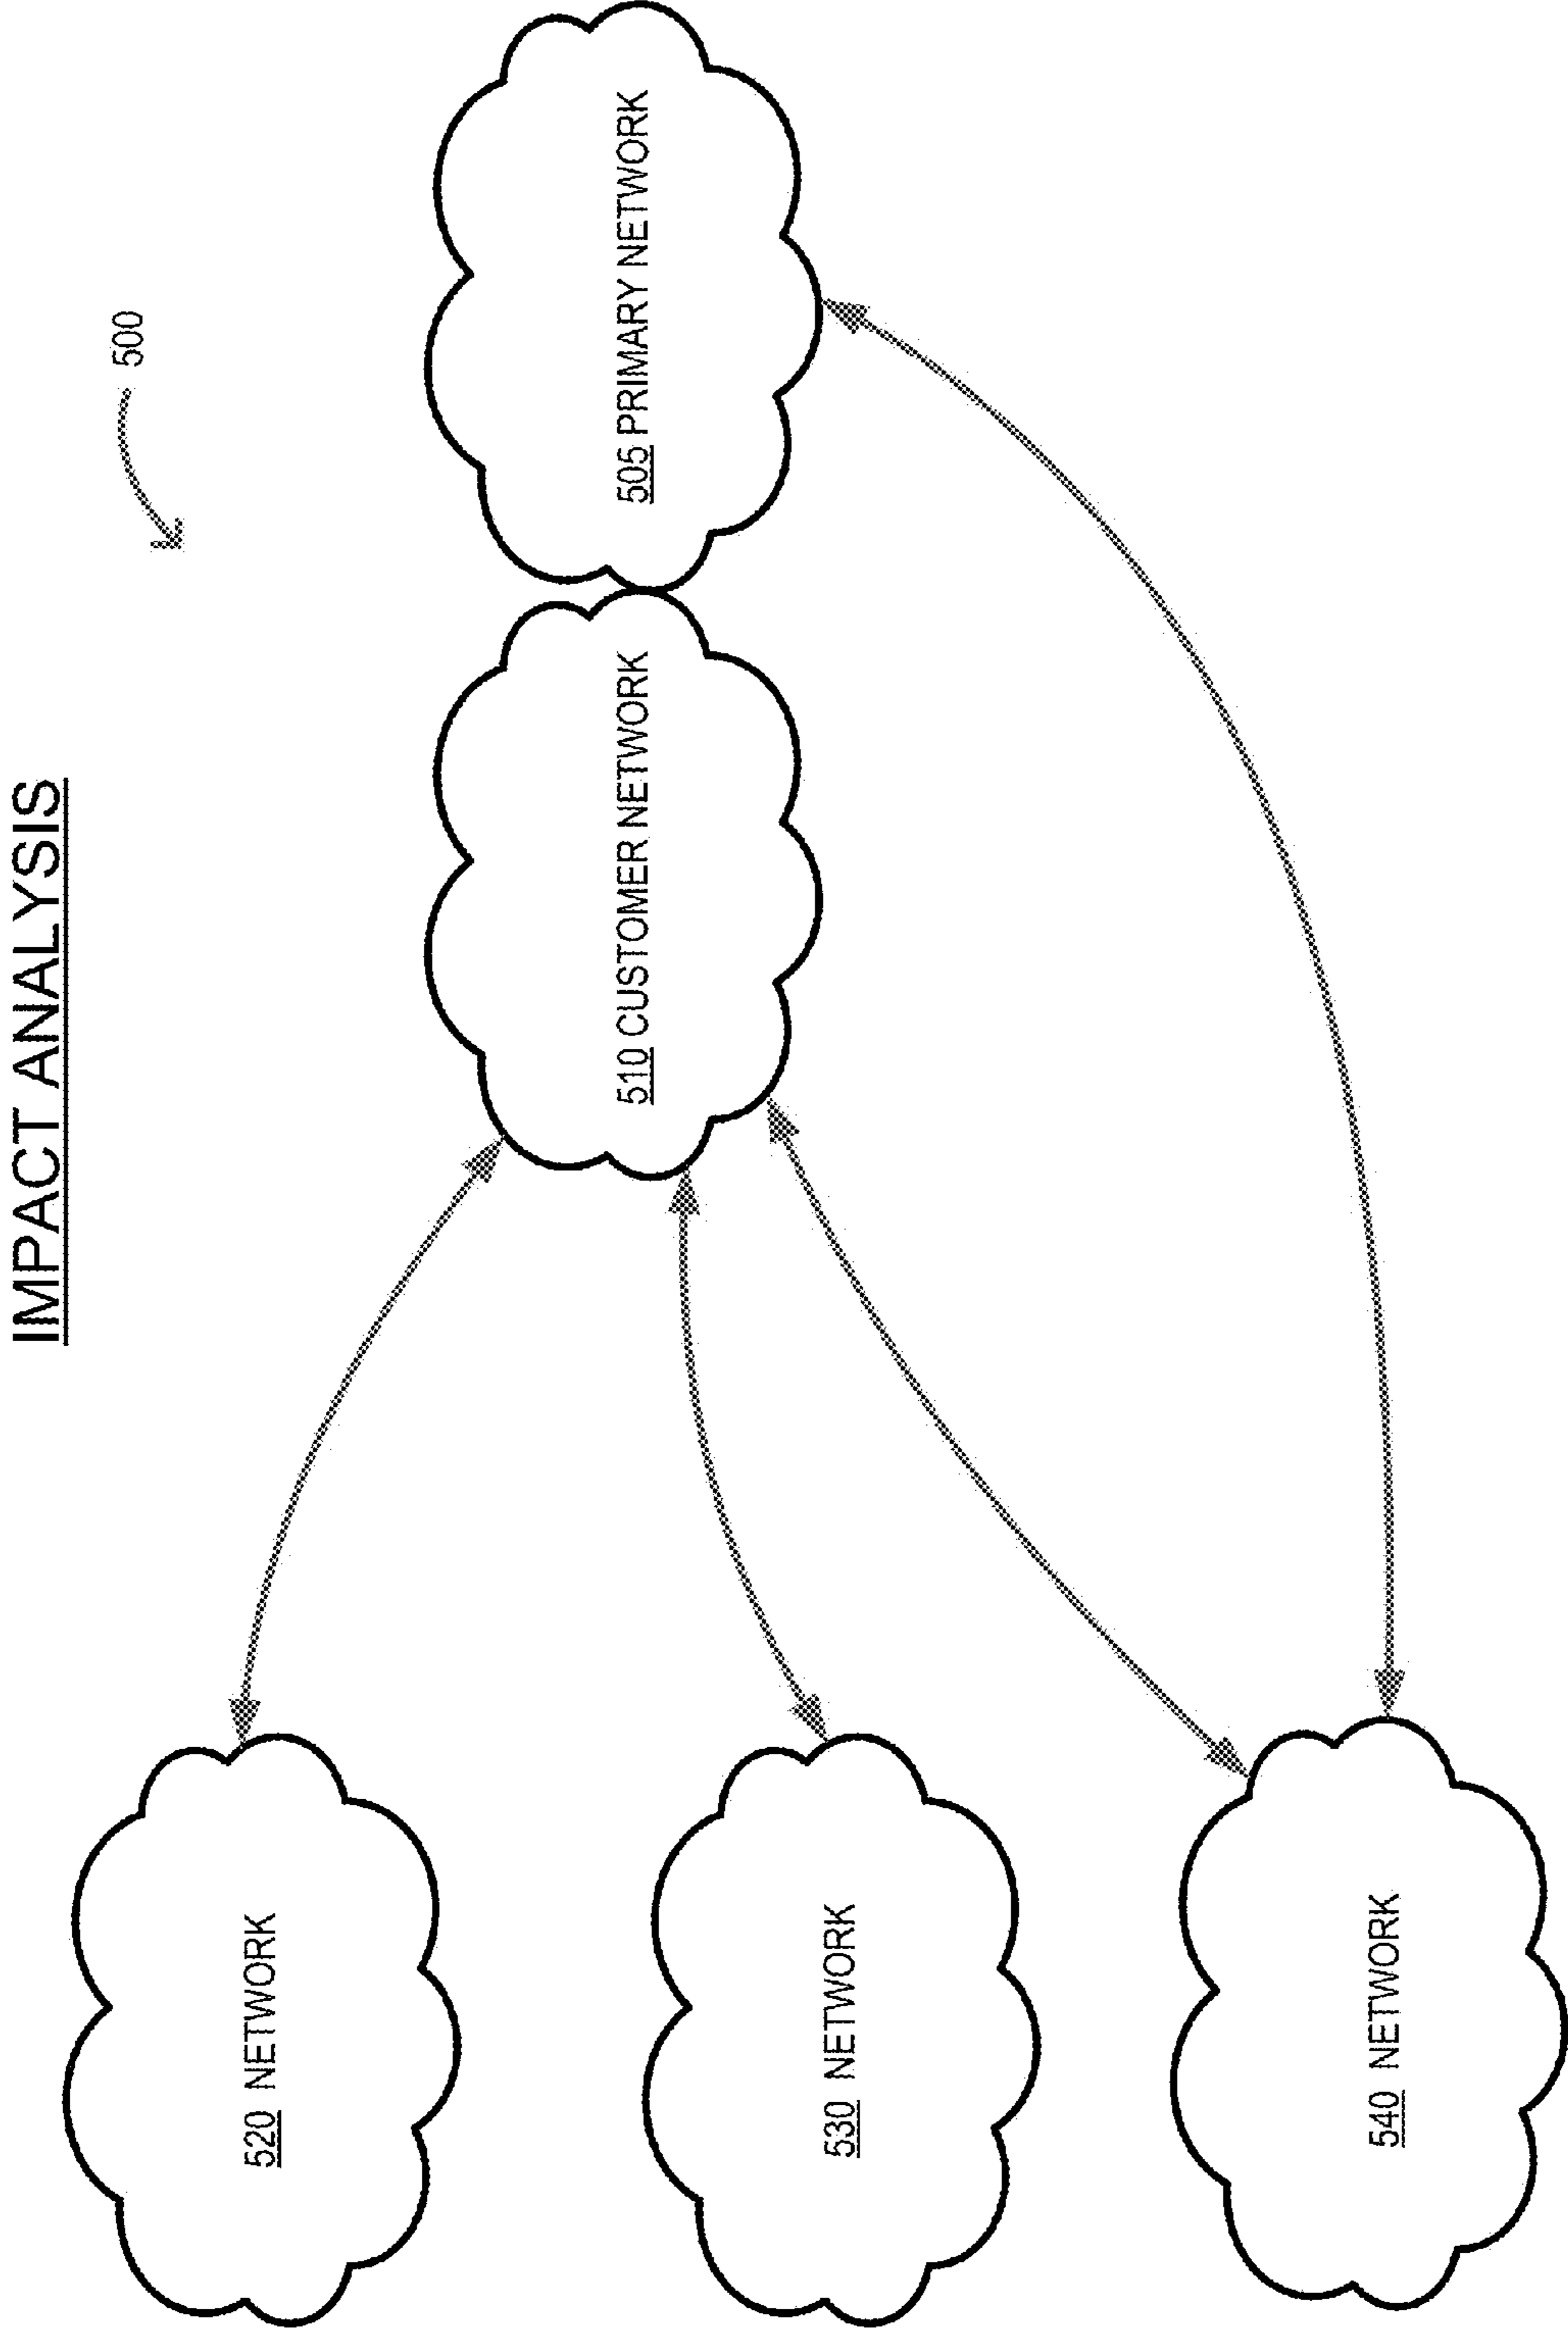 IMPACT ANALYSIS
500
520 NETWORK
510 CUSTOMER NETWORK
505 PRIMARY NETWORK
530 NETWORK
540 NETWORK